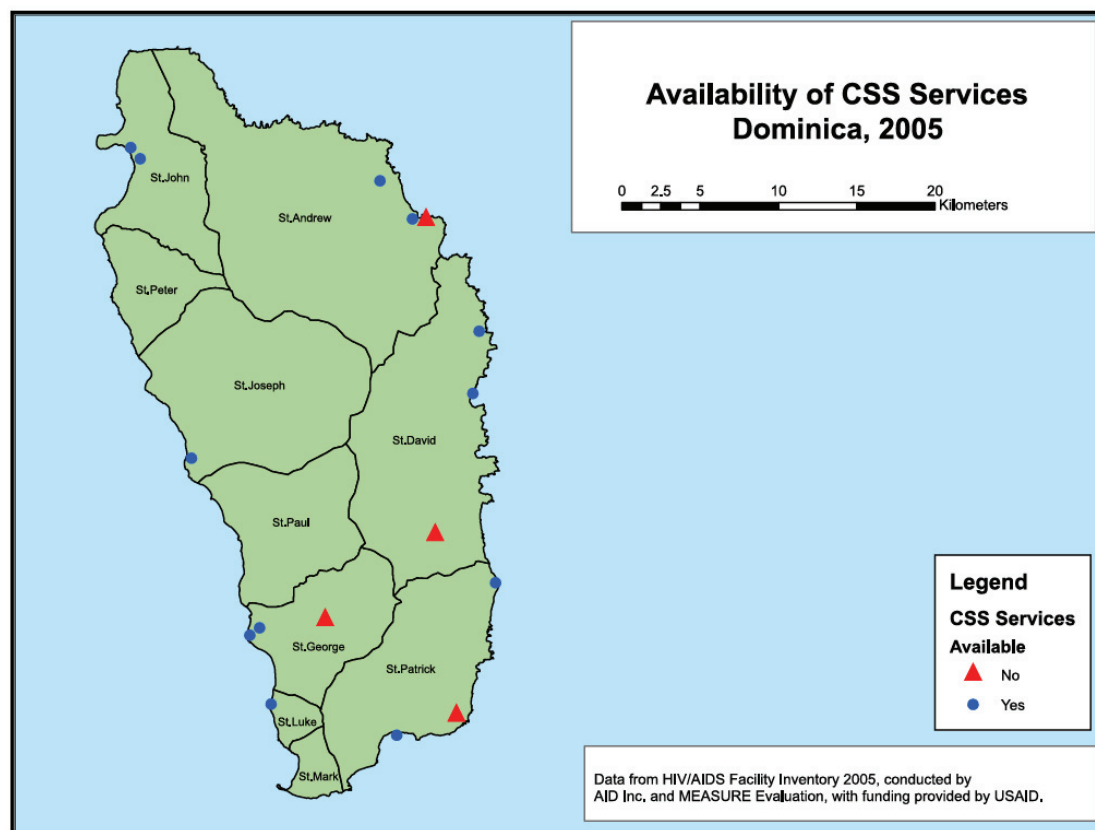 Availability of CSS Services
Dominica, 2005
0 2.5 5 10 15 20
Kilometers
St.John
St.Andrew
St.Peter
St.Joseph
St.David
St.Paul
St.George
St.Patrick
St.Luke
St.Mark
Legend
CSS Services
Available
No
Yes
Data from HIV/AIDS Facility Inventory 2005, conducted by
AID Inc. and MEASURE Evaluation, with funding provided by USAID.